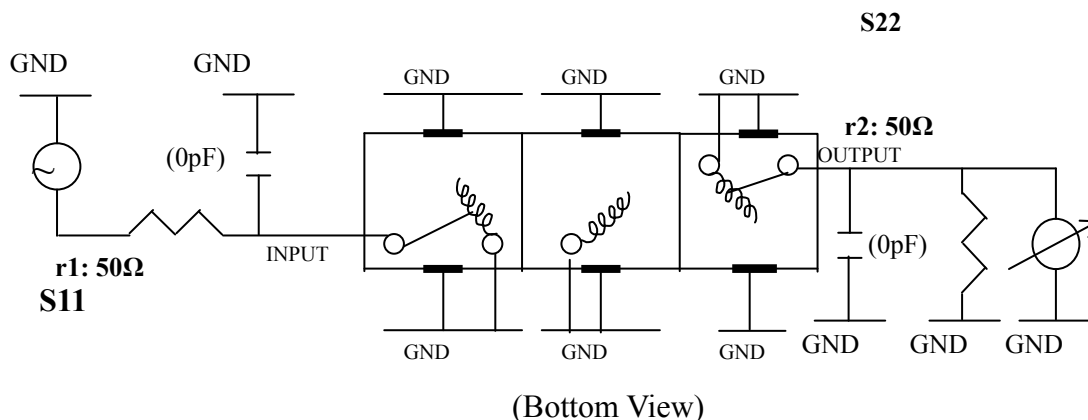 S22
GND
GND
GND
GND
GND
r2: 50Ω
(0pF)
OUTPUT
INPUT
(0pF)
r1: 50Ω
S11
GND
GND
GND
GND
GND
GND
(Bottom View)